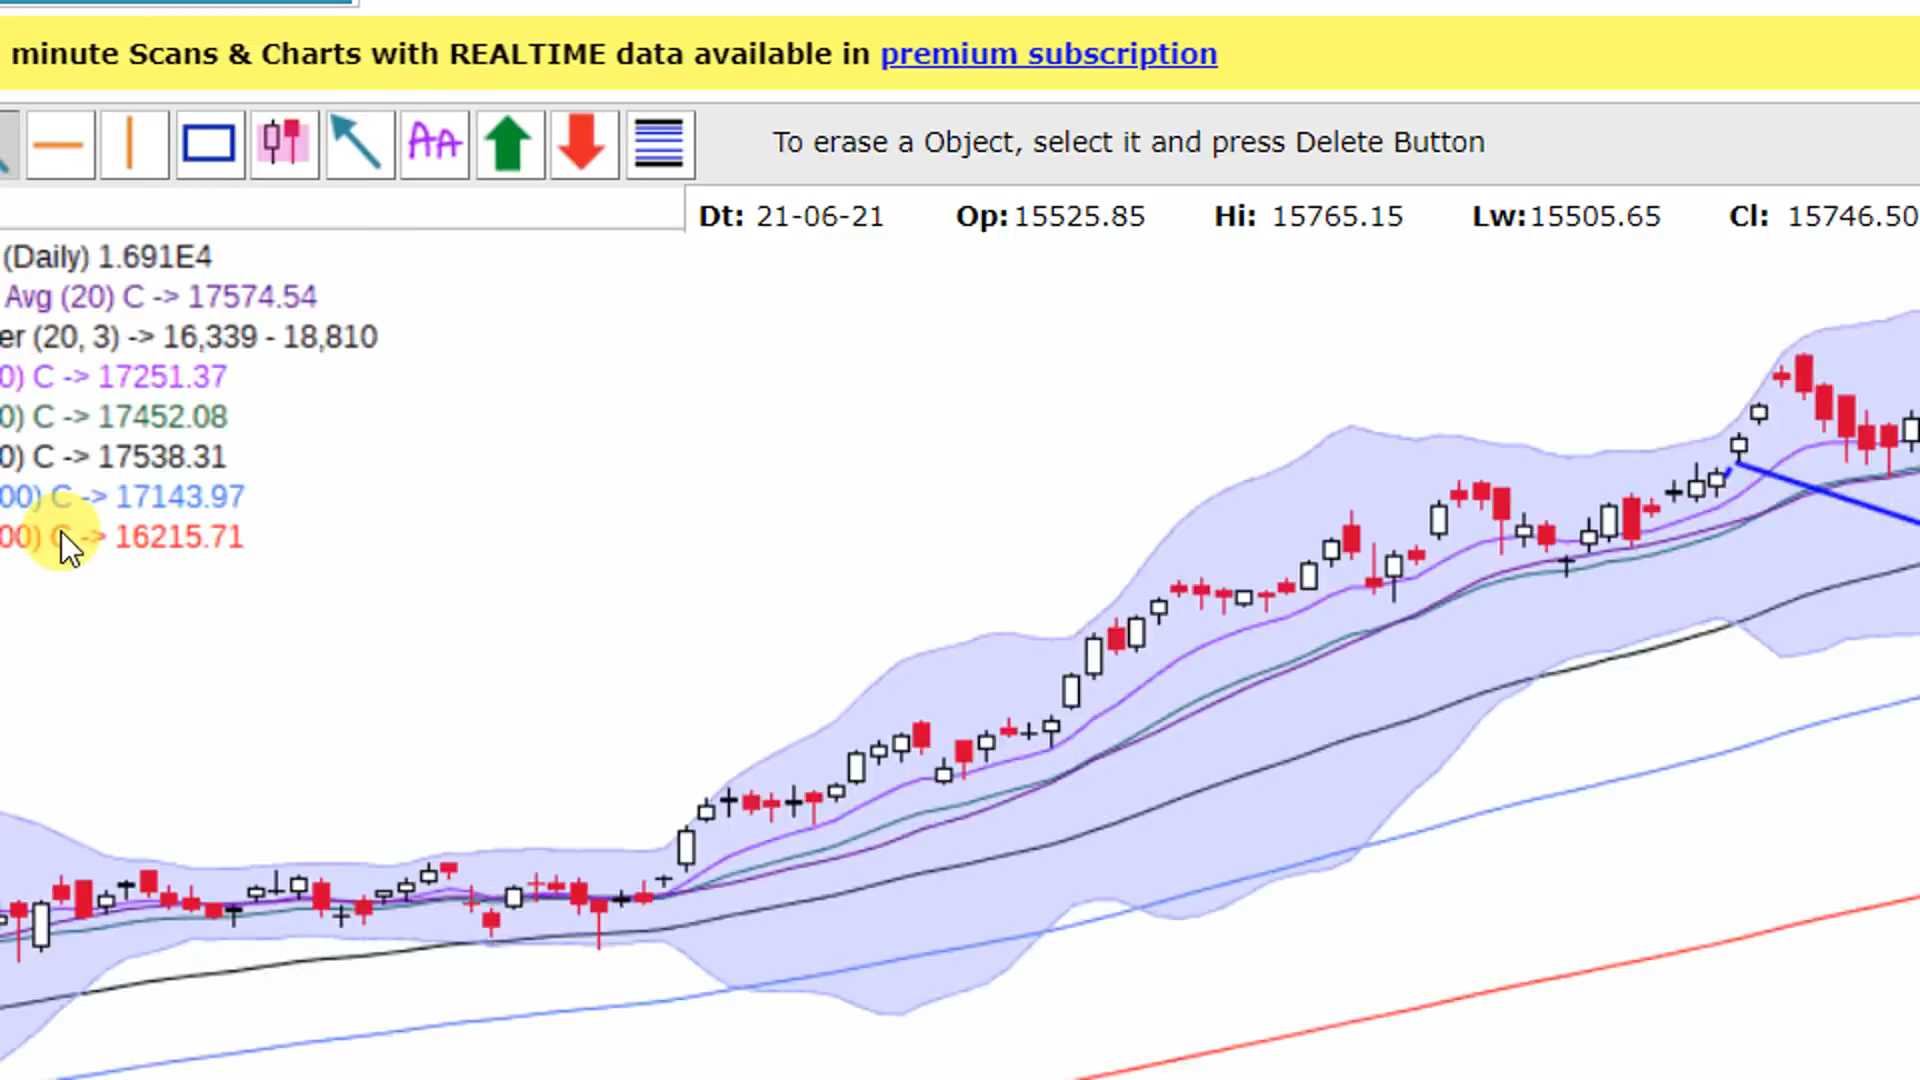 minute Scans & Charts with REALTIME data available in premium subscription
AA
To erase a Object, select it and press Delete Button
Dt: 21-06-21 Op:15525.85 Hi: 15765.15 Lw:15505.65 Cl: 15746.50
(Daily) 1.691E4
Avg (20) C -> 17574.54
er (20, 3) -> 16,339 - 18,810
0) C -> 17251.37
0) C -> 17452.08
0) C -> 17538.31
00) C -> 17143.97
00) C -> 16215.71